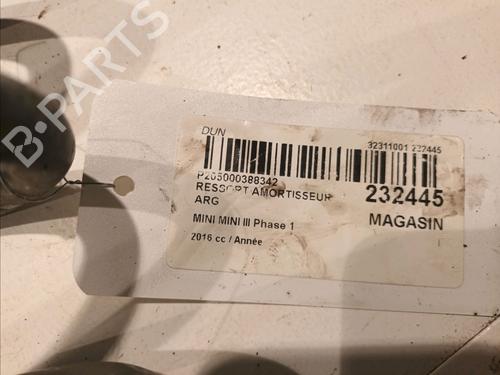 B-PARTS
DUN
32311001 232445
P205000388342
RESSORT AMORTISSEUR
232445
ARG
MAGASIN
MINI MINI III Phase 1
2016 cc / Année